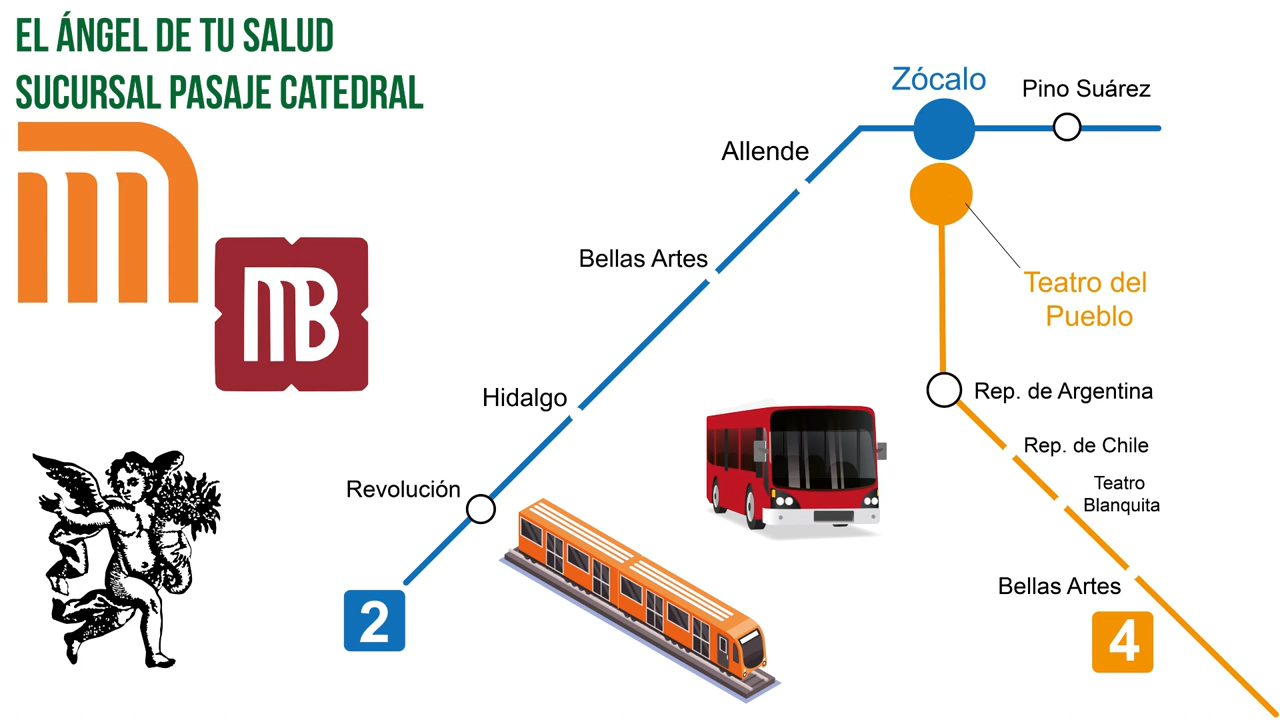 EL ÁNGEL DE TU SALUD
SUCURSAL PASAJE CATEDRAL
MB
Zócalo
Pino Suárez
Allende
Bellas Artes
Hidalgo
Revolución
2
Teatro del
Pueblo
Rep. de Argentina
Rep. de Chile
Teatro
Blanquita
Bellas Artes
4